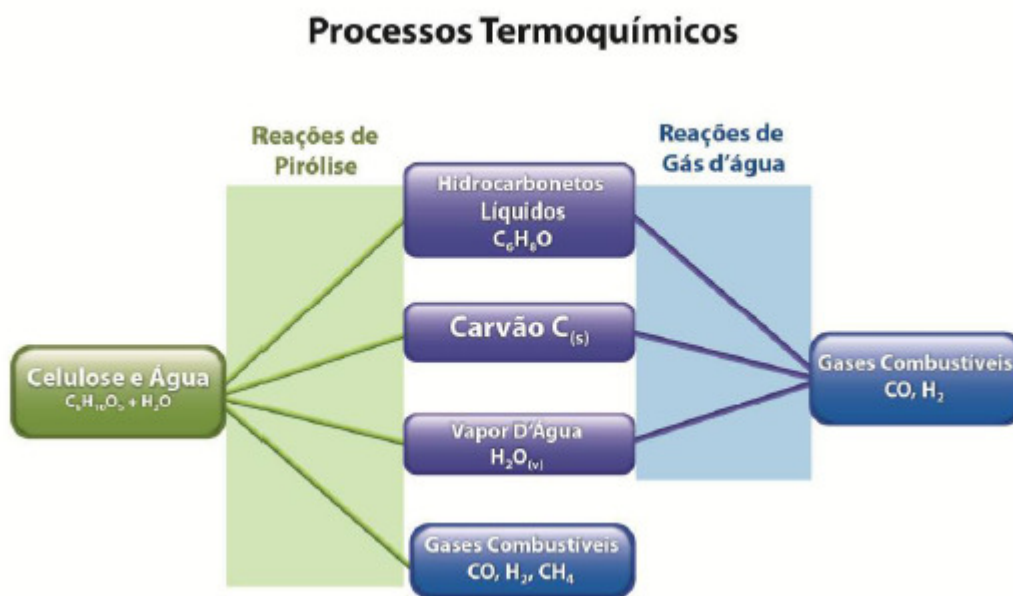 Processos Termoquímicos
Reações de
Pirólise
Reações de
Gás d'água
Hidrocarbonetos
Líquidos
C₆H₈O
Carvão C(s)
Celulose e Água
C₆H₁₀O₅ + H₂O
Vapor D'Água
H₂O(v)
Gases Combustíveis
CO, H₂, CH₄
Gases Combustíveis
CO, H₂